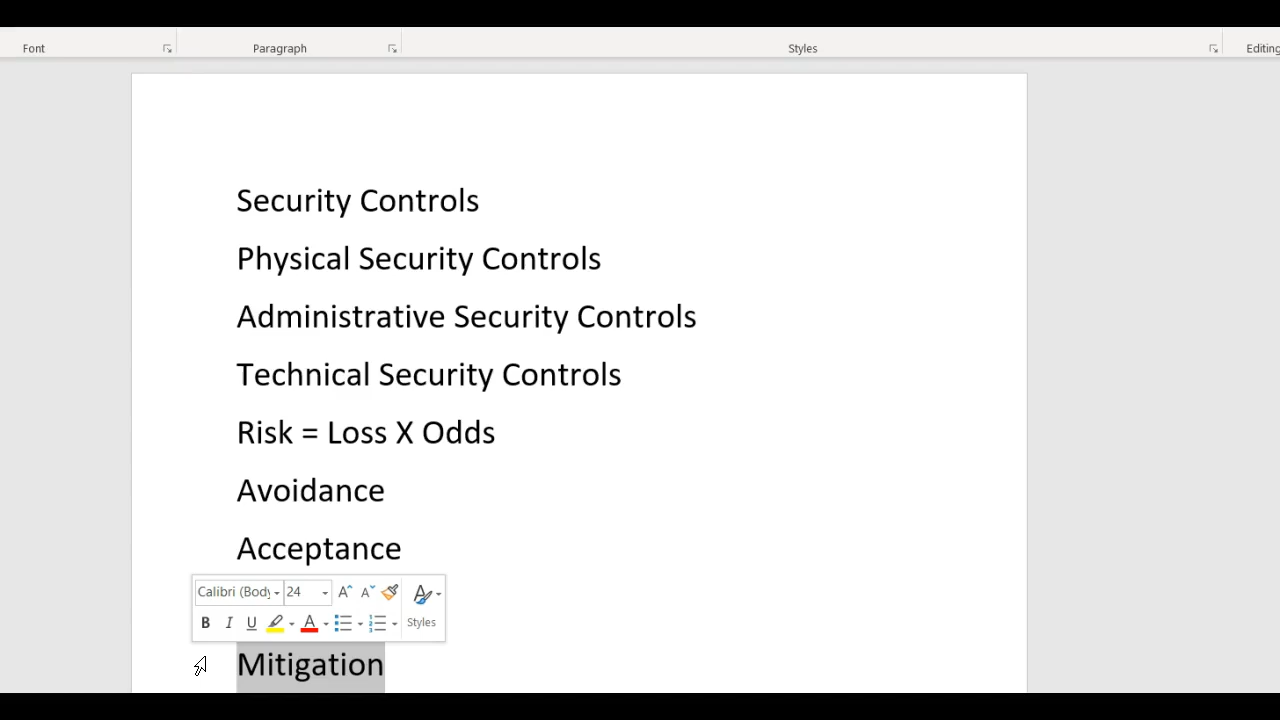 Font Paragraph Styles Editing
Security Controls
Physical Security Controls
Administrative Security Controls
Technical Security Controls
Risk = Loss X Odds
Avoidance
Acceptance
Calibri (Body 24
B I U A Styles
Mitigation